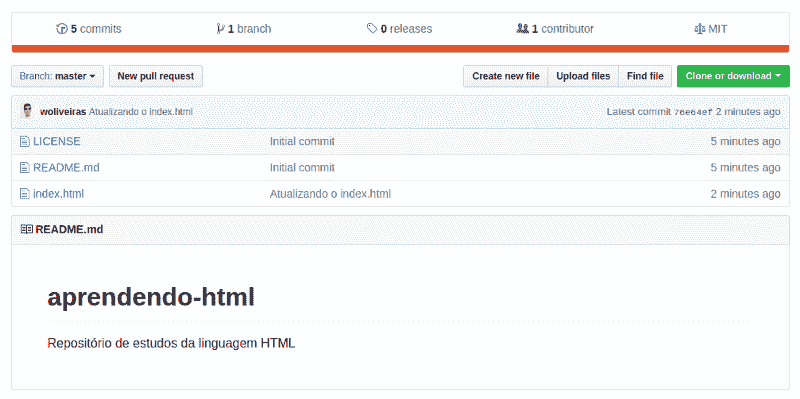 5 commits 1 branch 0 releases 1 contributor MIT
Branch: master New pull request Create new file Upload files Find file Clone or download
woliveiras Atualizando o index.html Latest commit 76e64ef 2 minutes ago
LICENSE Initial commit 5 minutes ago
README.md Initial commit 5 minutes ago
index.html Atualizando o index.html 2 minutes ago
README.md
aprendendo-html
Repositório de estudos da linguagem HTML